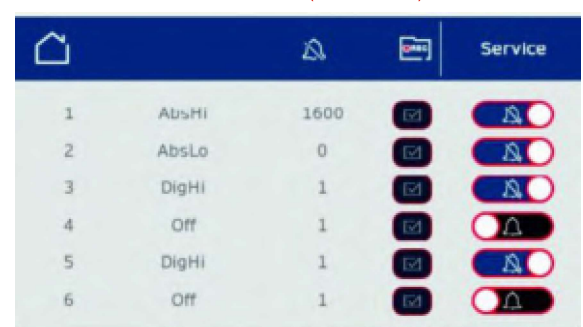 Service
1 AbsHi 1600
2 AbsLo 0
3 DigHi 1
4 Off 1
5 DigHi 1
6 Off 1